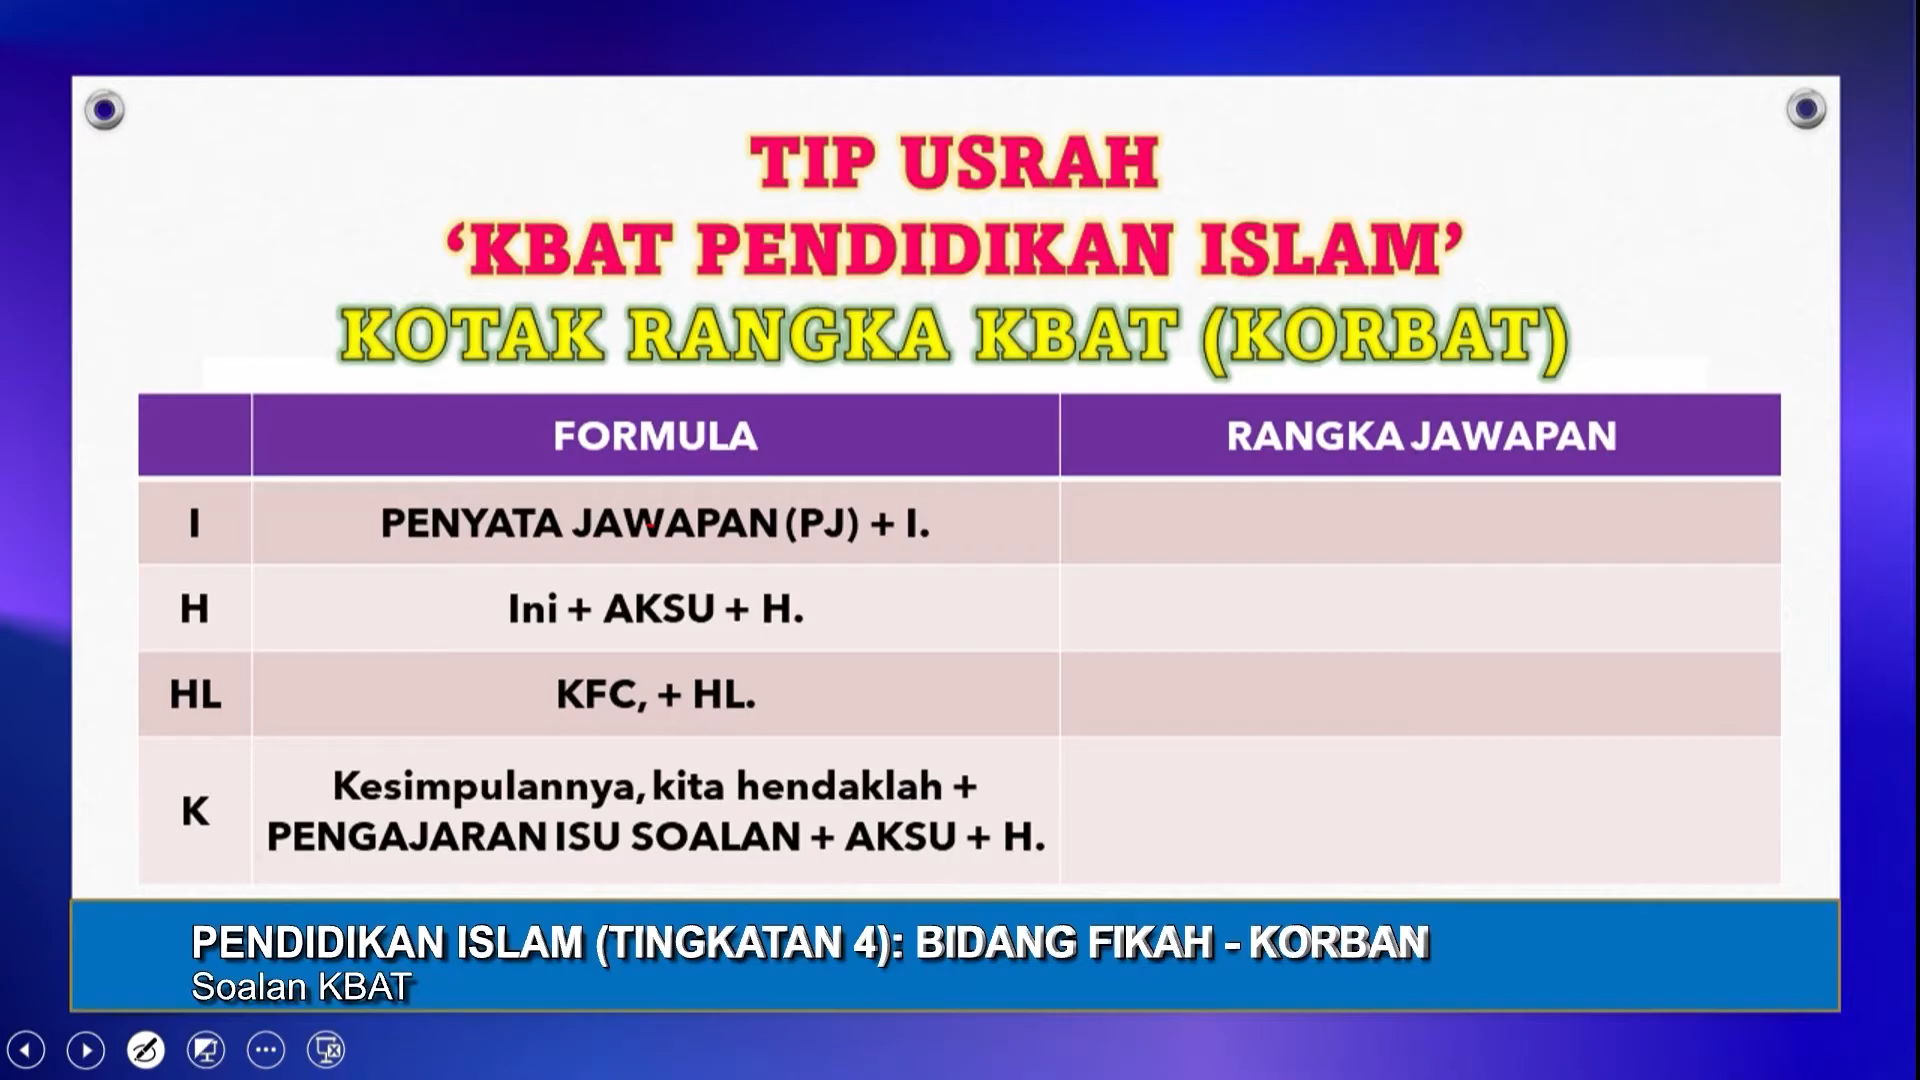 TIP USRAH
‘KBAT PENDIDIKAN ISLAM’
KOTAK RANGKA KBAT (KORBAT)
FORMULA
RANGKA JAWAPAN
I
PENYATA JAWAPAN (PJ) + I.
H
Ini + AKSU + H.
HL
KFC, + HL.
K
Kesimpulannya, kita hendaklah +
PENGAJARAN ISU SOALAN + AKSU + H.
PENDIDIKAN ISLAM (TINGKATAN 4): BIDANG FIKAH - KORBAN
Soalan KBAT